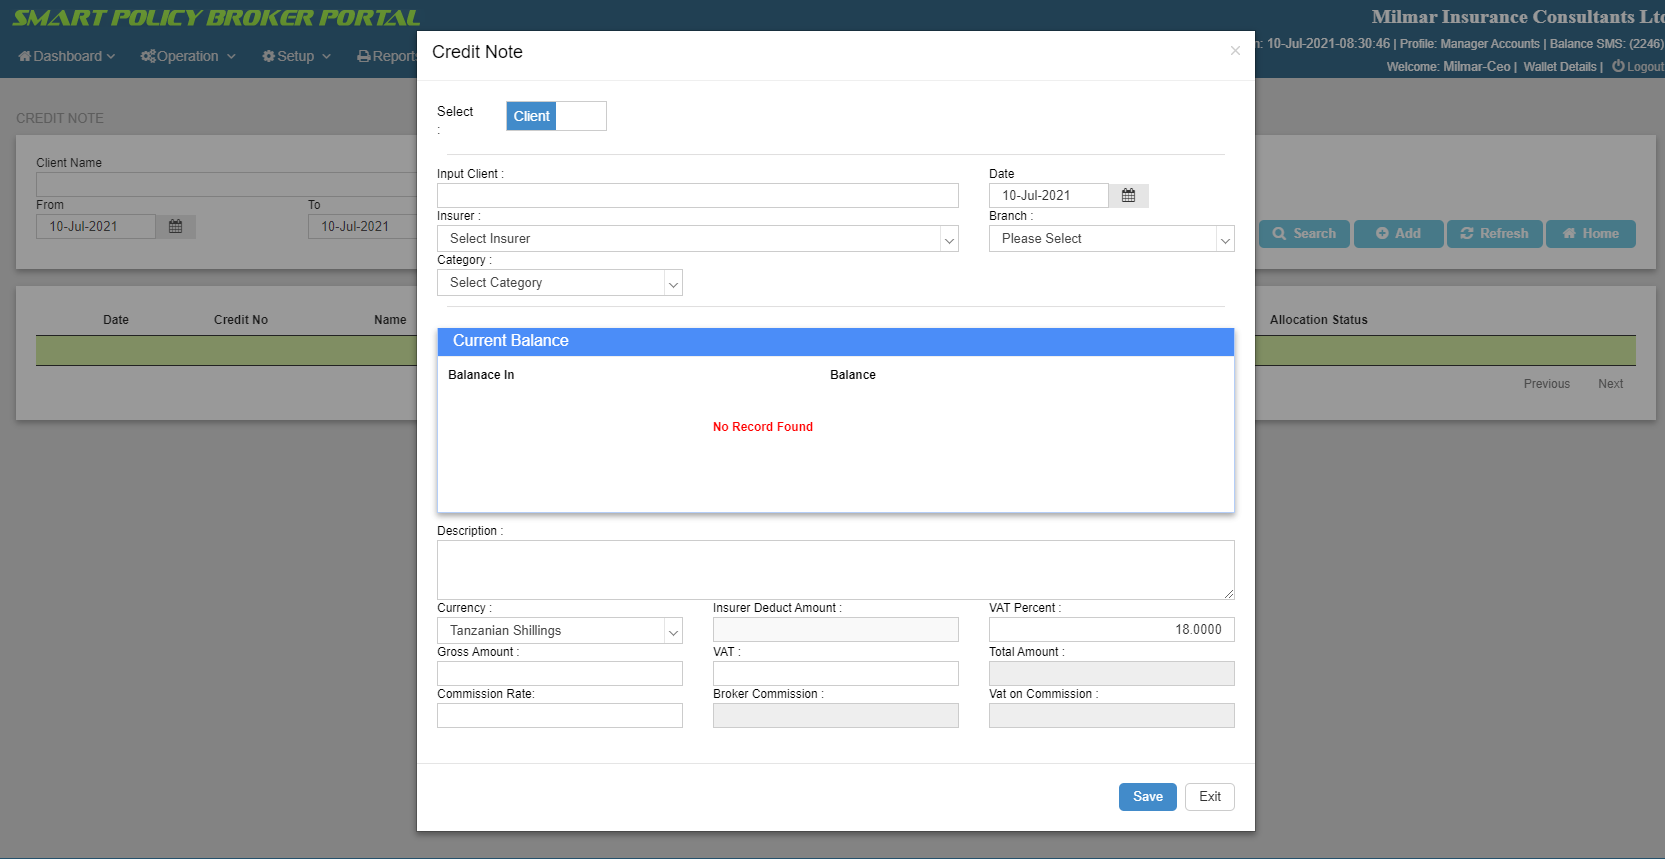 SMART POLICY BROKER PORTAL
Milmar Insurance Consultants Ltd
n: 10-Jul-2021-08:30:46 | Profile: Manager Accounts | Balance SMS: (2246)
Dashboard Operation Setup Reports
Welcome: Milmar-Ceo | Wallet Details | Logout
Credit Note ×
CREDIT NOTE
Select
:
Client
Client Name
From To
10-Jul-2021 10-Jul-2021
Search Add Refresh Home
Input Client : Date
10-Jul-2021
Insurer : Branch :
Select Insurer Please Select
Category :
Select Category
Date Credit No Name Allocation Status
Previous Next
Current Balance
Balanace In Balance
No Record Found
Description :
Currency : Insurer Deduct Amount : VAT Percent :
Tanzanian Shillings 18.0000
Gross Amount : VAT : Total Amount :
Commission Rate: Broker Commission : Vat on Commission :
Save Exit